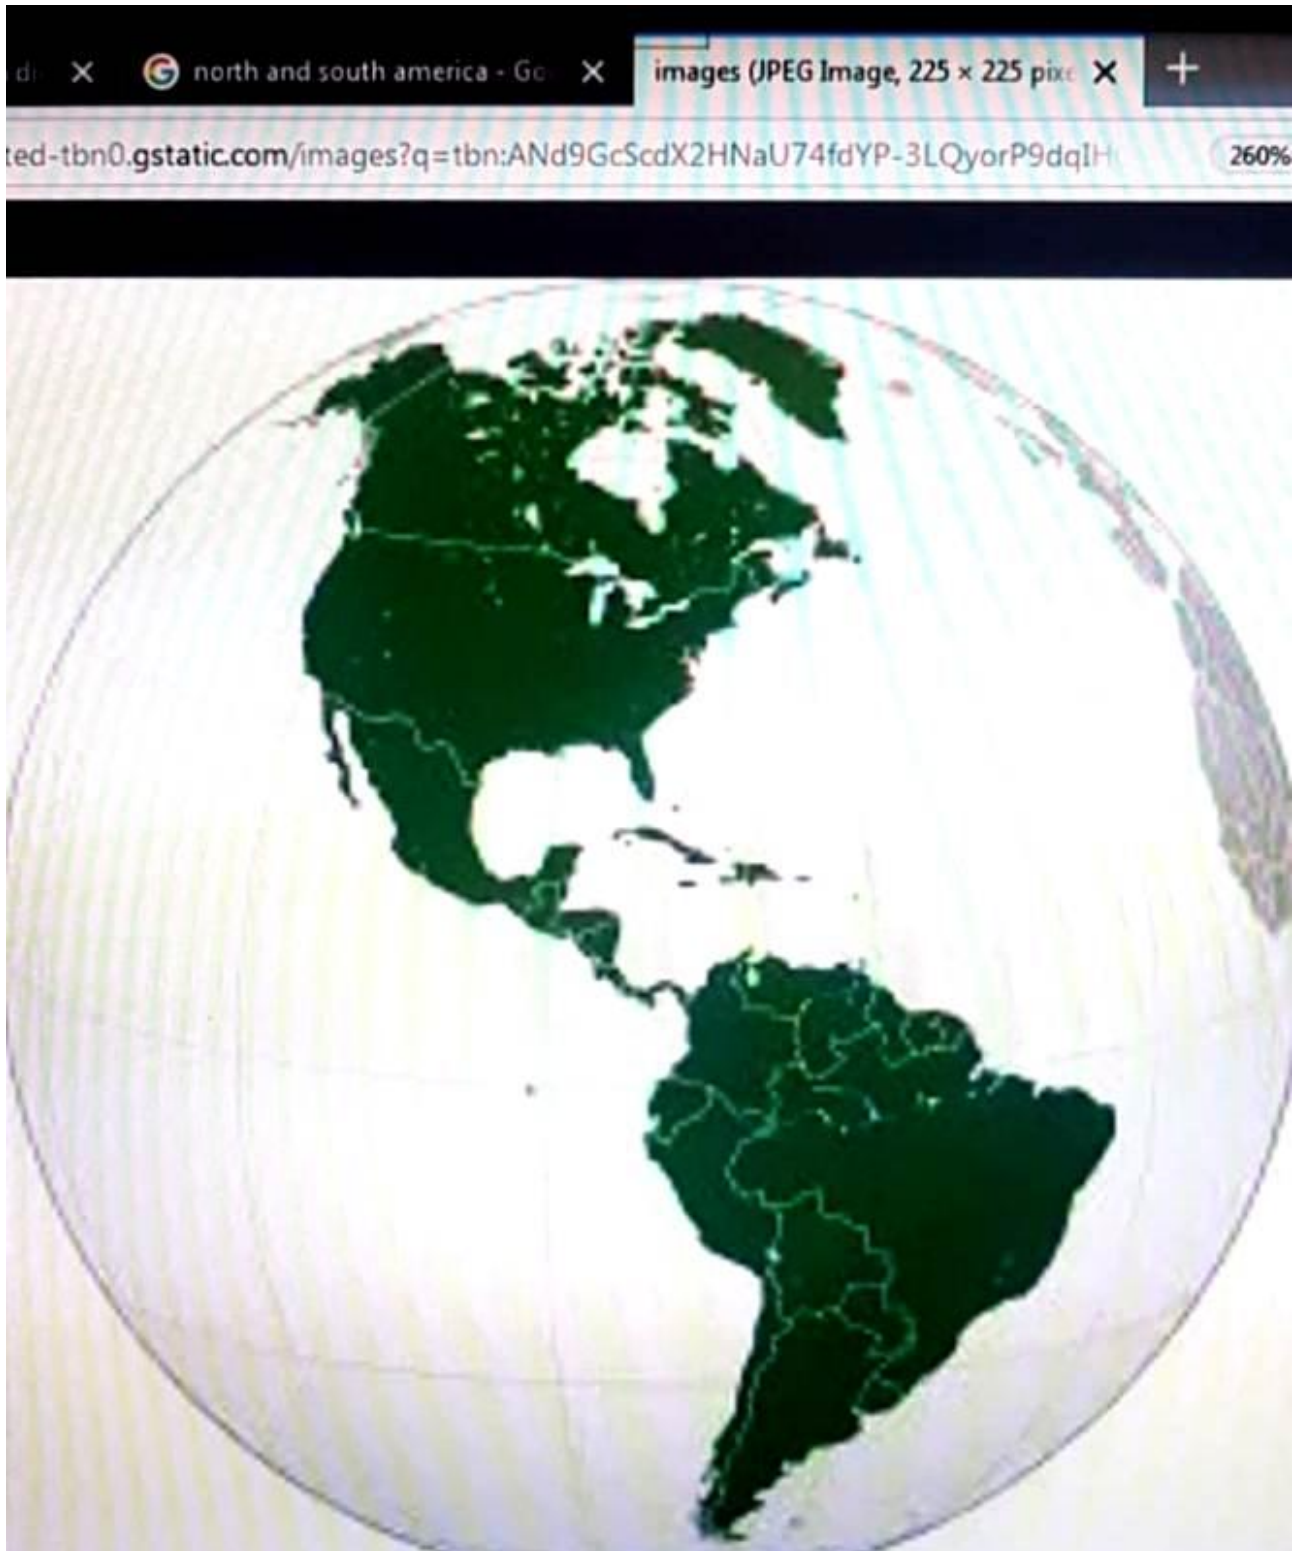 north and south america - Go
images (JPEG Image, 225 × 225 pix
ted-tbn0.gstatic.com/images?q=tbn:ANd9GcScdX2HNaU74fdYP-3LQyorP9dqIH
260%